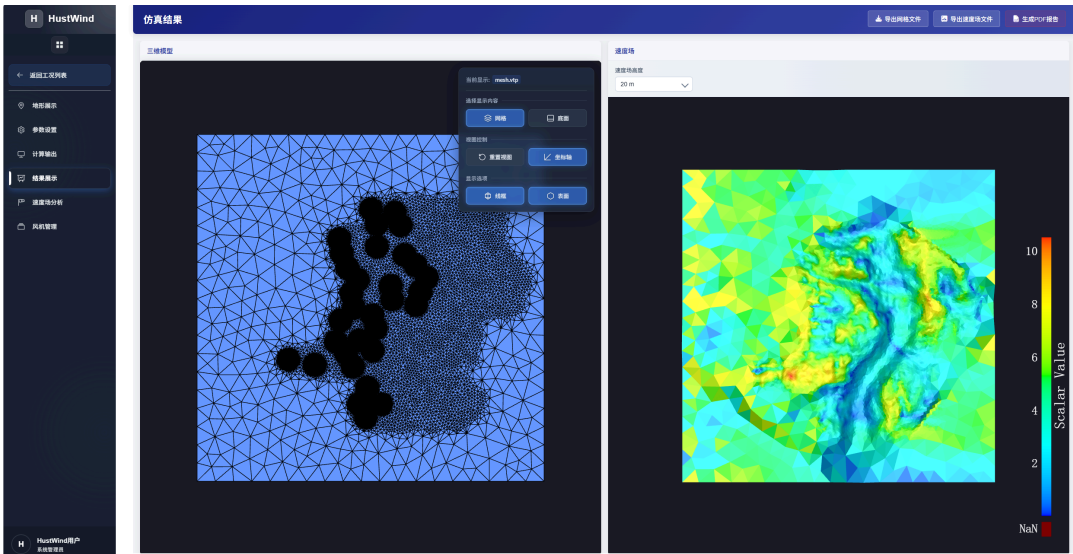 H HustWind
返回工况列表
地形展示
参数设置
计算输出
结果展示
速度场分析
风机管理
H HustWind用户
系统管理员
仿真结果
导出网格文件
导出速度场文件
生成PDF报告
三维模型
当前显示: mesh.vtp
选择显示内容
网格
底面
视图控制
重置视图
坐标轴
显示选项
线框
表面
速度场
速度场高度
20 m
10
8
6
4
2
NaN
Scalar Value